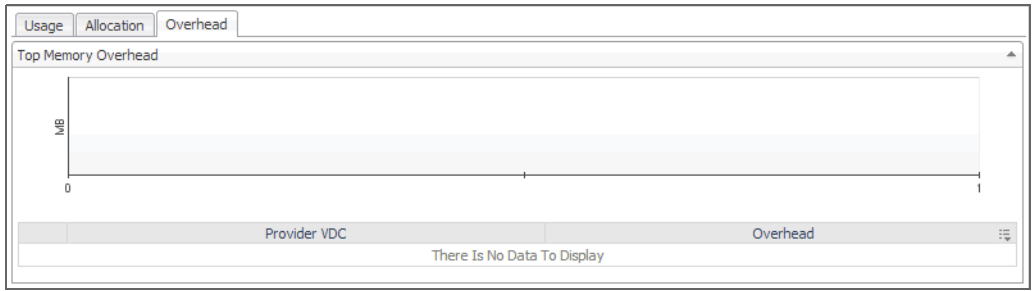 Usage Allocation Overhead
Top Memory Overhead
MB
0 1
Provider VDC Overhead
There Is No Data To Display